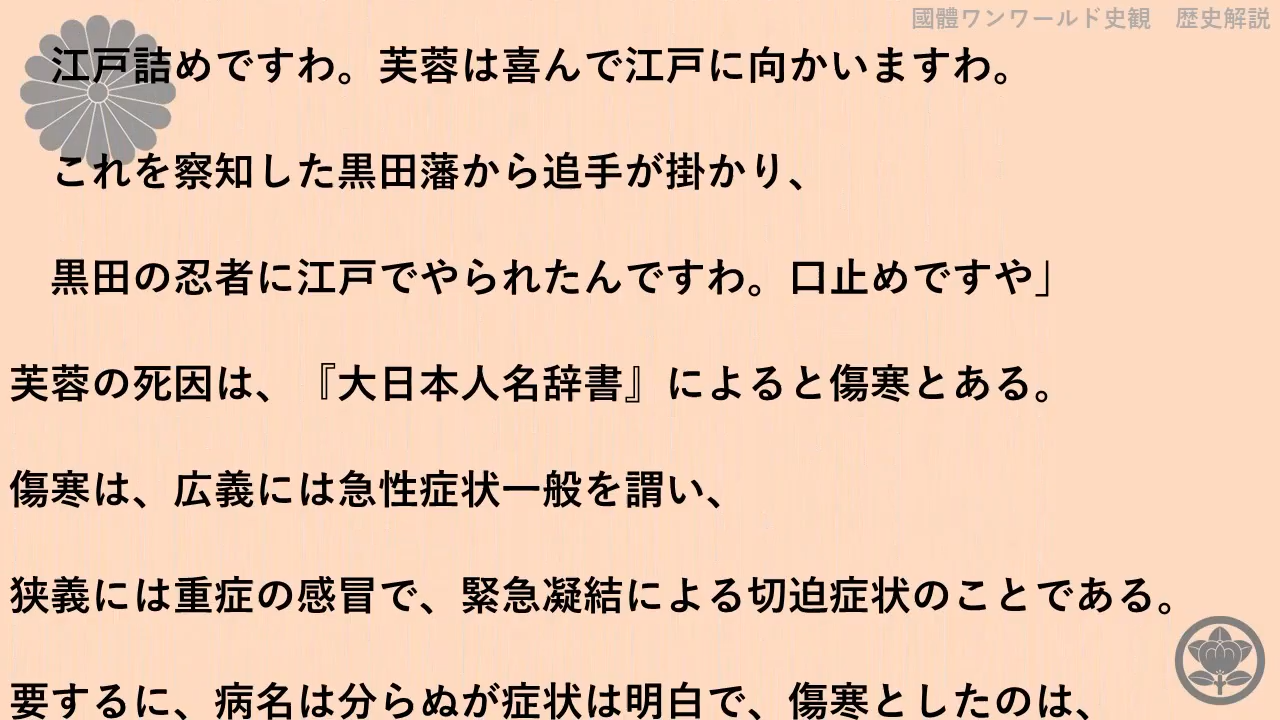 國體ワンワールド史観　歴史解説
江戸詰めですわ。芙蓉は喜んで江戸に向かいますわ。
これを察知した黒田藩から追手が掛かり、
黒田の忍者に江戸でやられたんですわ。口止めですや」
芙蓉の死因は、『大日本人名辞書』によると傷寒とある。
傷寒は、広義には急性症状一般を謂い、
狭義には重症の感冒で、緊急凝結による切迫症状のことである。
要するに、病名は分らぬが症状は明白で、傷寒としたのは、